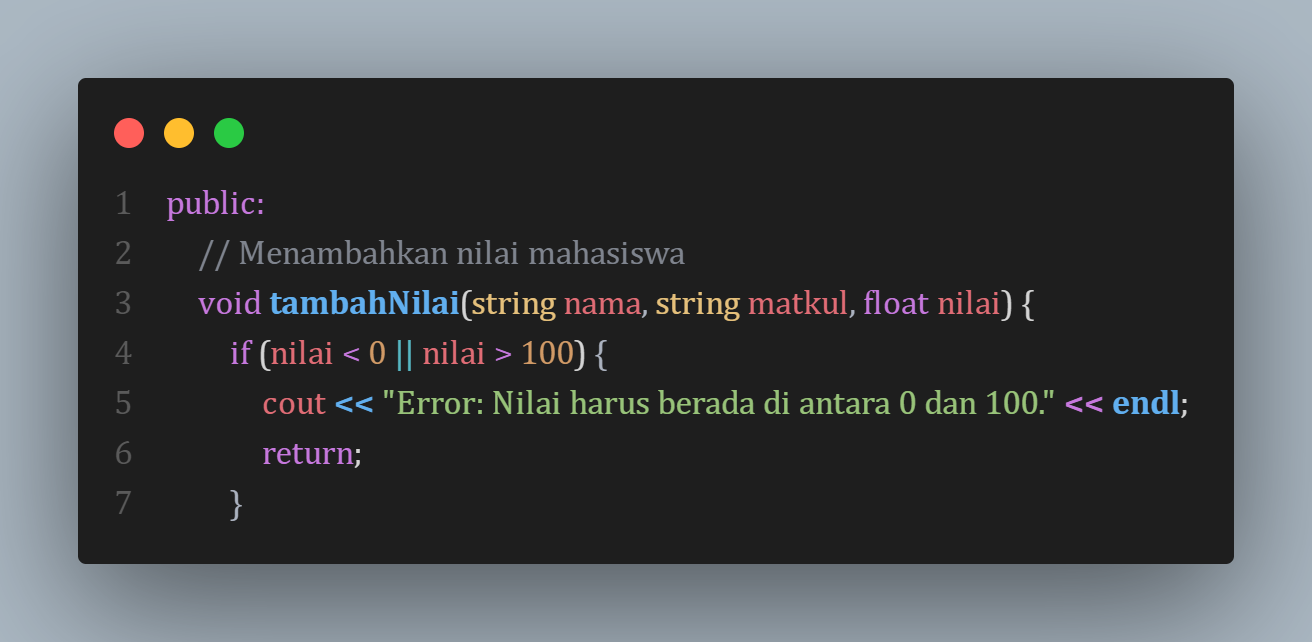 1 public:
2 // Menambahkan nilai mahasiswa
3 void tambahNilai(string nama, string matkul, float nilai) {
4 if (nilai < 0 || nilai > 100) {
5 cout << "Error: Nilai harus berada di antara 0 dan 100." << endl;
6 return;
7 }